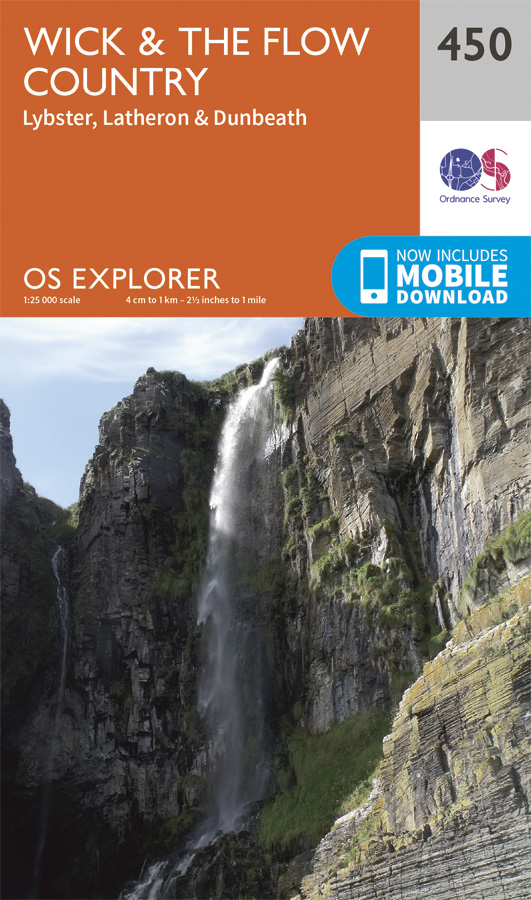 WICK & THE FLOW
COUNTRY
Lybster, Latheron & Dunbeath
450
OS
Ordnance Survey
NOW INCLUDES
MOBILE
DOWNLOAD
OS EXPLORER
1:25 000 scale 4 cm to 1 km – 2½ inches to 1 mile